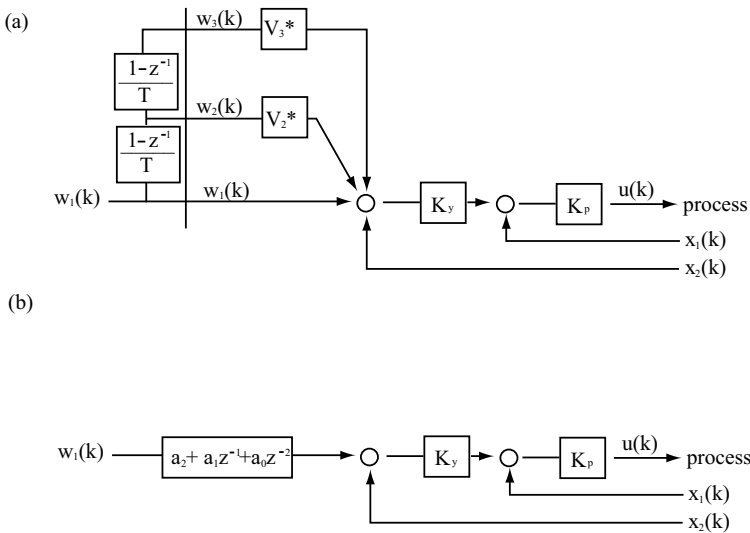 (a)
w₃(k)
V₃*
1−z⁻¹
T
w₂(k)
V₂*
1−z⁻¹
T
w₁(k)
w₁(k)
Kᵧ
Kₚ
u(k)
process
x₁(k)
x₂(k)
(b)
w₁(k)
a₂+ a₁z⁻¹+a₀z⁻²
Kᵧ
Kₚ
u(k)
process
x₁(k)
x₂(k)